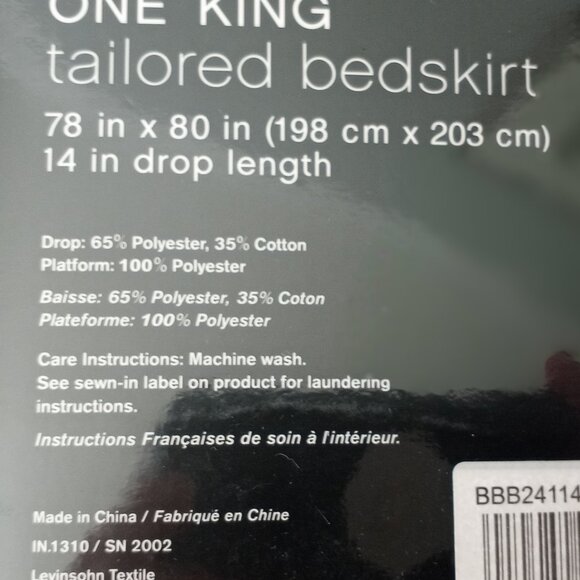 ONE KING
tailored bedskirt
78 in x 80 in (198 cm x 203 cm)
14 in drop length
Drop: 65% Polyester, 35% Cotton
Platform: 100% Polyester
Baisse: 65% Polyester, 35% Coton
Plateforme: 100% Polyester
Care Instructions: Machine wash.
See sewn-in label on product for laundering
instructions.
Instructions Françaises de soin à l'intérieur.
BBB24114
Made in China / Fabriqué en Chine
IN.1310 / SN 2002
Levinsohn Textile